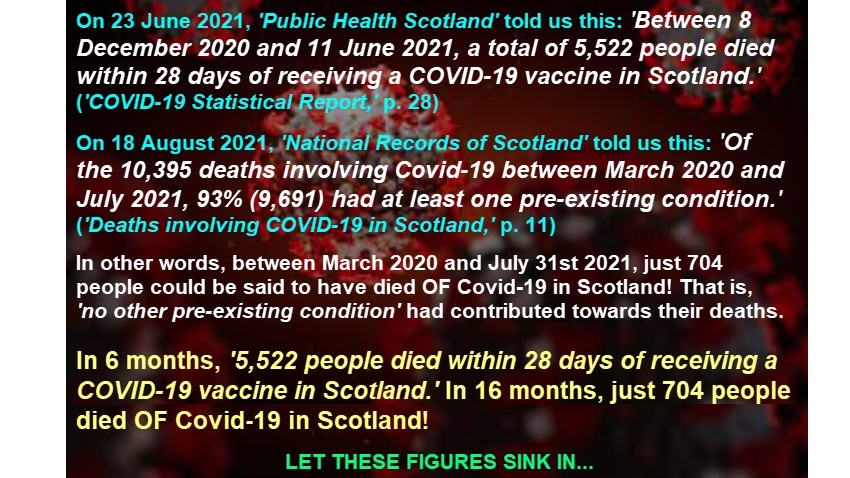 On 23 June 2021, 'Public Health Scotland' told us this: 'Between 8
December 2020 and 11 June 2021, a total of 5,522 people died
within 28 days of receiving a COVID-19 vaccine in Scotland.'
('COVID-19 Statistical Report,' p. 28)
On 18 August 2021, 'National Records of Scotland' told us this: 'Of
the 10,395 deaths involving Covid-19 between March 2020 and
July 2021, 93% (9,691) had at least one pre-existing condition.'
('Deaths involving COVID-19 in Scotland,' p. 11)
In other words, between March 2020 and July 31st 2021, just 704
people could be said to have died OF Covid-19 in Scotland! That is,
'no other pre-existing condition' had contributed towards their deaths.
In 6 months, '5,522 people died within 28 days of receiving a
COVID-19 vaccine in Scotland.' In 16 months, just 704 people
died OF Covid-19 in Scotland!
LET THESE FIGURES SINK IN...